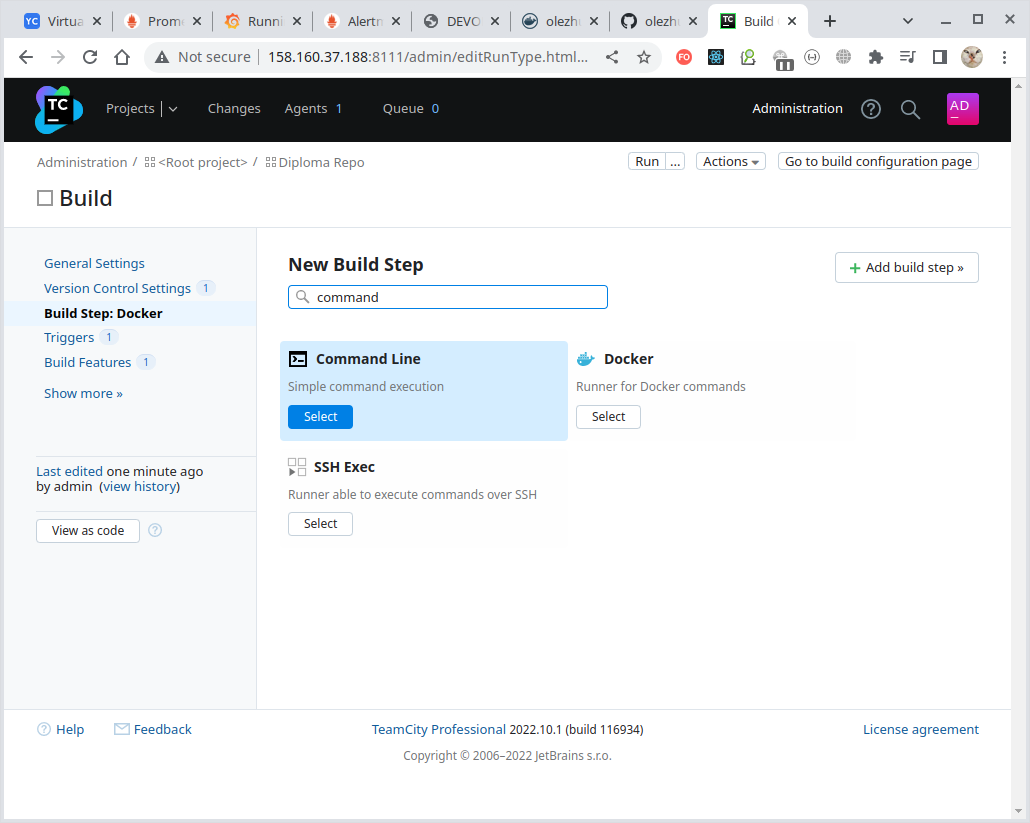 YC Virtua Prome Runni Alertm DEVO olezh olezh TC Build
Not secure 158.160.37.188:8111/admin/editRunType.html... FO
TC Projects Changes Agents 1 Queue 0 Administration AD
Administration / <Root project> / Diploma Repo Run ... Actions Go to build configuration page
Build
General Settings
Version Control Settings 1
Build Step: Docker
Triggers 1
Build Features 1
Show more »
Last edited one minute ago
by admin (view history)
View as code
New Build Step
+ Add build step »
command
Command Line
Simple command execution
Select
Docker
Runner for Docker commands
Select
SSH Exec
Runner able to execute commands over SSH
Select
Help Feedback TeamCity Professional 2022.10.1 (build 116934) License agreement
Copyright © 2006–2022 JetBrains s.r.o.